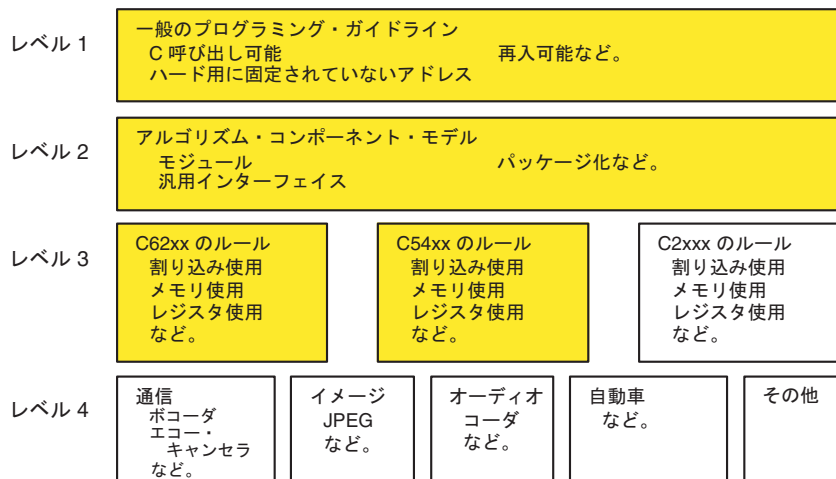 レベル 1
一般のプログラミング・ガイドライン
C 呼び出し可能 再入可能など。
ハード用に固定されていないアドレス
レベル 2
アルゴリズム・コンポーネント・モデル
モジュール パッケージ化など。
汎用インターフェイス
レベル 3
C62xx のルール
割り込み使用
メモリ使用
レジスタ使用
など。
C54xx のルール
割り込み使用
メモリ使用
レジスタ使用
など。
C2xxx のルール
割り込み使用
メモリ使用
レジスタ使用
など。
レベル 4
通信
ボコーダ
エコー・
キャンセラ
など。
イメージ
JPEG
など。
オーディオ
コーダ
など。
自動車
など。
その他